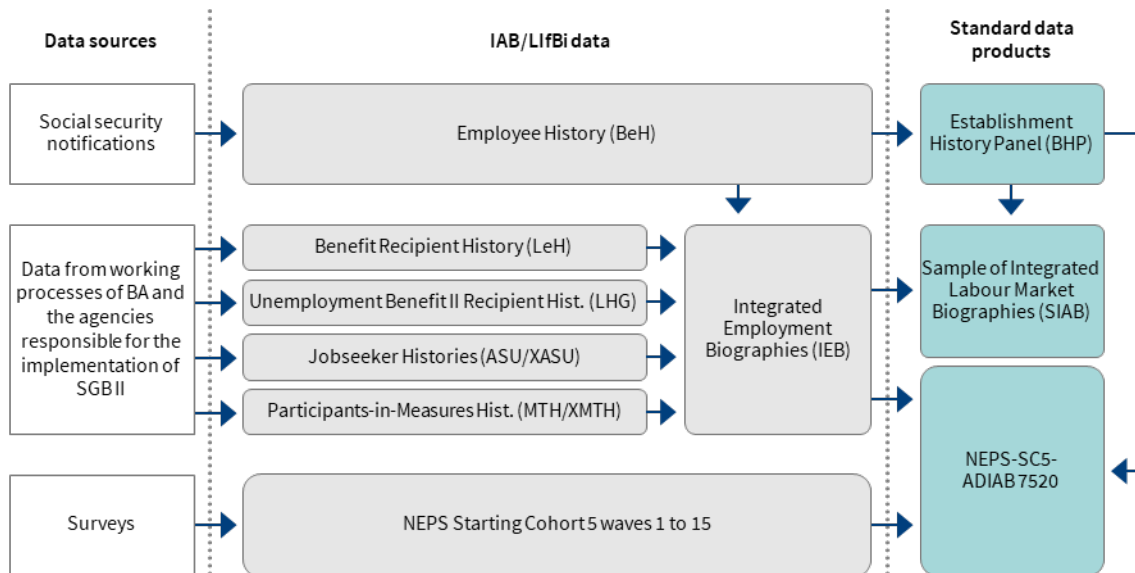 Data sources
IAB/LIfBi data
Standard data
products
Social security
notifications
Employee History (BeH)
Establishment
History Panel (BHP)
Data from working
processes of BA and
the agencies
responsible for the
implementation of
SGB II
Benefit Recipient History (LeH)
Unemployment Benefit II Recipient Hist. (LHG)
Jobseeker Histories (ASU/XASU)
Participants-in-Measures Hist. (MTH/XMTH)
Integrated
Employment
Biographies (IEB)
Sample of Integrated
Labour Market
Biographies (SIAB)
Surveys
NEPS Starting Cohort 5 waves 1 to 15
NEPS-SC5-
ADIAB 7520